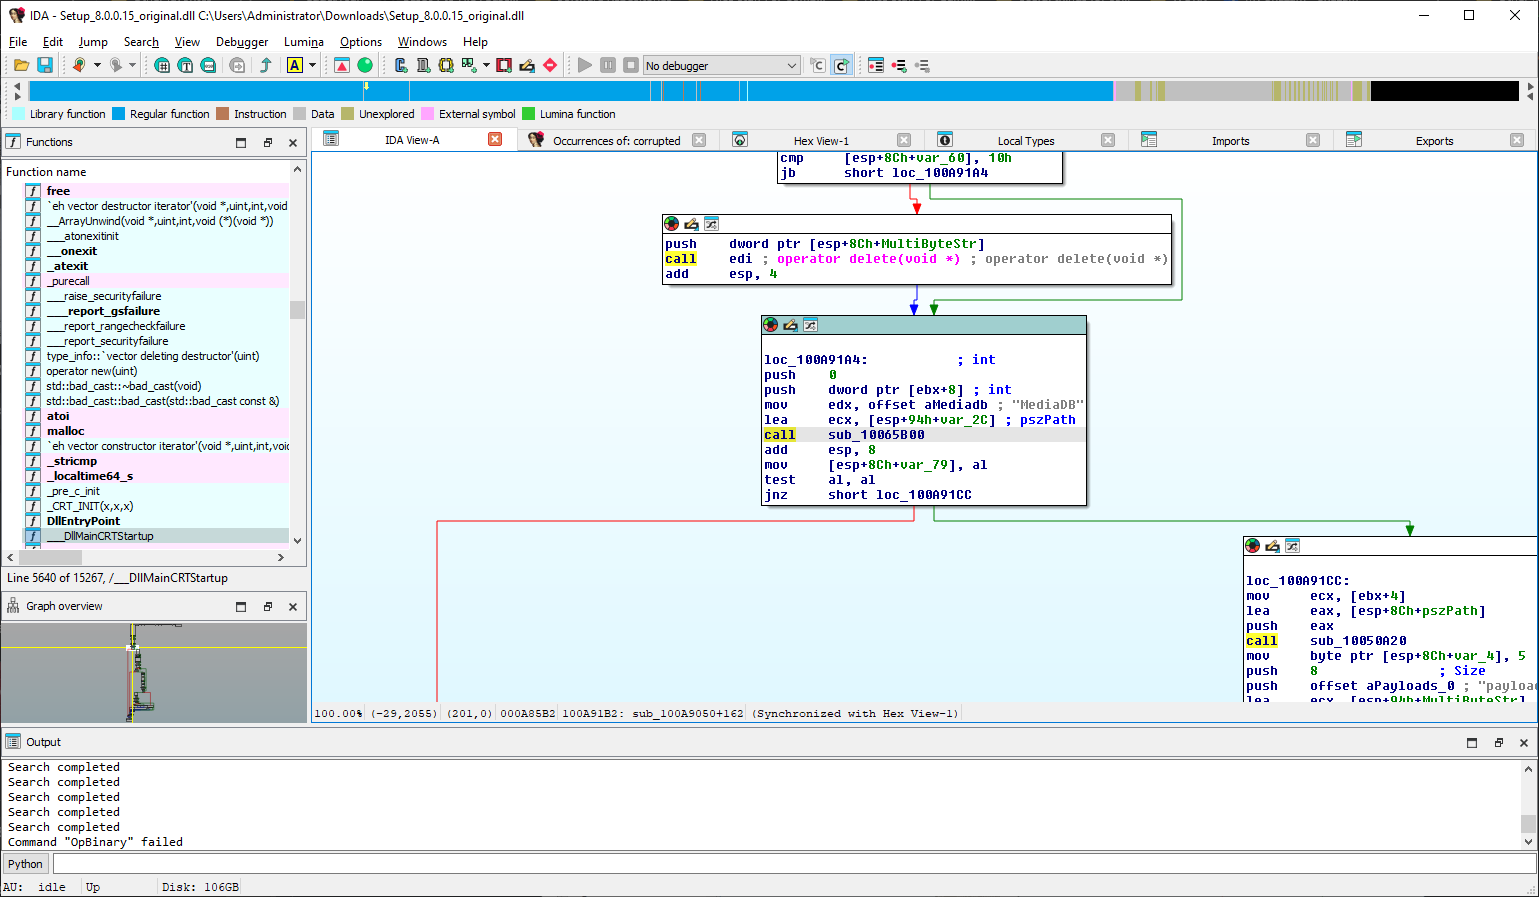 IDA - Setup_8.0.0.15_original.dll C:\Users\Administrator\Downloads\Setup_8.0.0.15_original.dll
File Edit Jump Search View Debugger Lumina Options Windows Help
A No debugger
Library function Regular function Instruction Data Unexplored External symbol Lumina function
Functions
Function name
free
`eh vector destructor iterator'(void *,uint,int,void
__ArrayUnwind(void *,uint,int,void (*)(void *))
___atonexitinit
__onexit
_atexit
_purecall
___raise_securityfailure
___report_gsfailure
___report_rangecheckfailure
___report_securityfailure
type_info::`vector deleting destructor'(uint)
operator new(uint)
std::bad_cast::~bad_cast(void)
std::bad_cast::bad_cast(std::bad_cast const &)
atoi
malloc
`eh vector constructor iterator'(void *,uint,int,void
_stricmp
_localtime64_s
_pre_c_init
_CRT_INIT(x,x,x)
DllEntryPoint
___DllMainCRTStartup
Line 5640 of 15267, /___DllMainCRTStartup
Graph overview
IDA View-A Occurrences of: corrupted Hex View-1 Local Types Imports Exports
cmp [esp+8Ch+var_60], 10h
jb short loc_100A91A4
push dword ptr [esp+8Ch+MultiByteStr]
call edi ; operator delete(void *) ; operator delete(void *)
add esp, 4
loc_100A91A4: ; int
push 0
push dword ptr [ebx+8] ; int
mov edx, offset aMediadb ; "MediaDB"
lea ecx, [esp+94h+var_2C] ; pszPath
call sub_10065B00
add esp, 8
mov [esp+8Ch+var_79], al
test al, al
jnz short loc_100A91CC
loc_100A91CC:
mov ecx, [ebx+4]
lea eax, [esp+8Ch+pszPath]
push eax
call sub_10050A20
mov byte ptr [esp+8Ch+var_4], 5
push 8 ; Size
push offset aPayloads_0 ; "payloa
lea ecx, [esp+94h+MultiByteStr]
100.00% (-29,2055) (201,0) 000A85B2 100A91B2: sub_100A9050+162 (Synchronized with Hex View-1)
Output
Search completed
Search completed
Search completed
Search completed
Search completed
Command "OpBinary" failed
Python
AU: idle Up Disk: 106GB